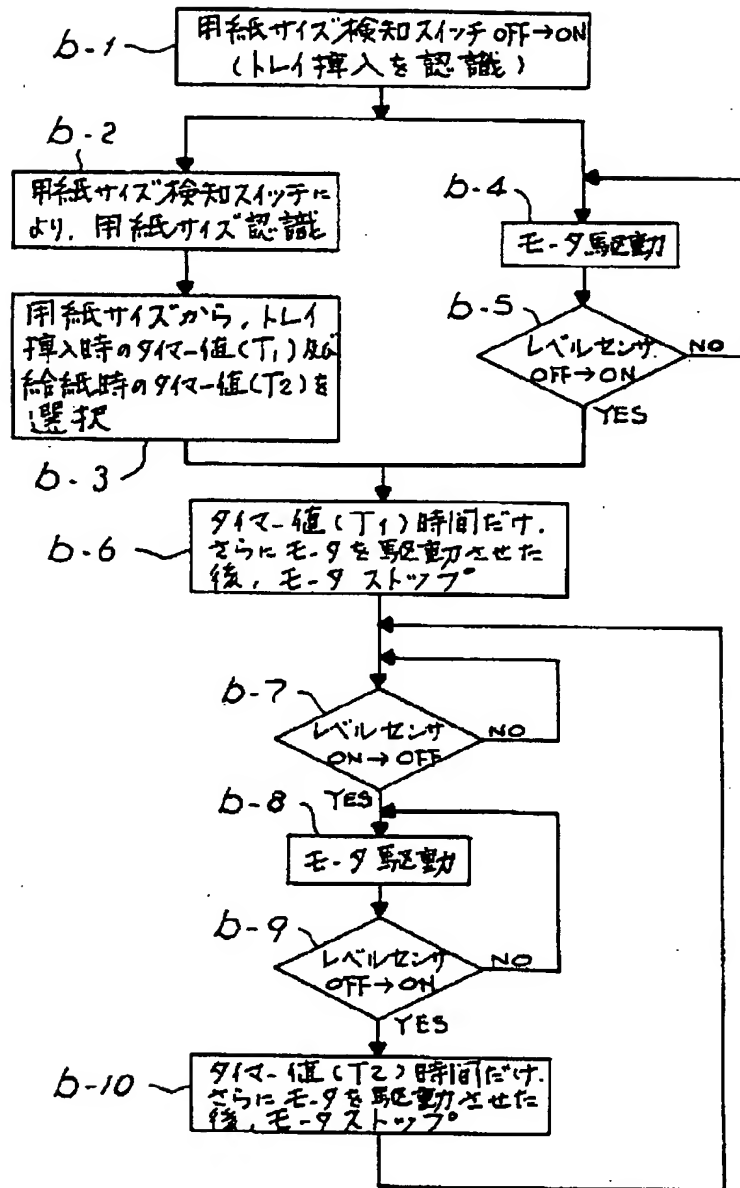 b-1
用紙サイズ検知スイッチOFF→ON
(トレイ挿入を認識)
b-2
用紙サイズ検知スイッチに
より、用紙サイズ認識
b-4
モータ駆動
b-5
レベルセンサ
OFF→ON
NO
YES
用紙サイズから、トレイ
挿入時のタイマー値(T1)及び
給紙時のタイマー値(T2)を
選択
b-3
b-6
タイマー値(T1)時間だけ、
さらにモータを駆動させた
後、モータストップ
b-7
レベルセンサ
ON→OFF
NO
YES
b-8
モータ駆動
b-9
レベルセンサ
OFF→ON
NO
YES
b-10
タイマー値(T2)時間だけ、
さらにモータを駆動させた
後、モータストップ